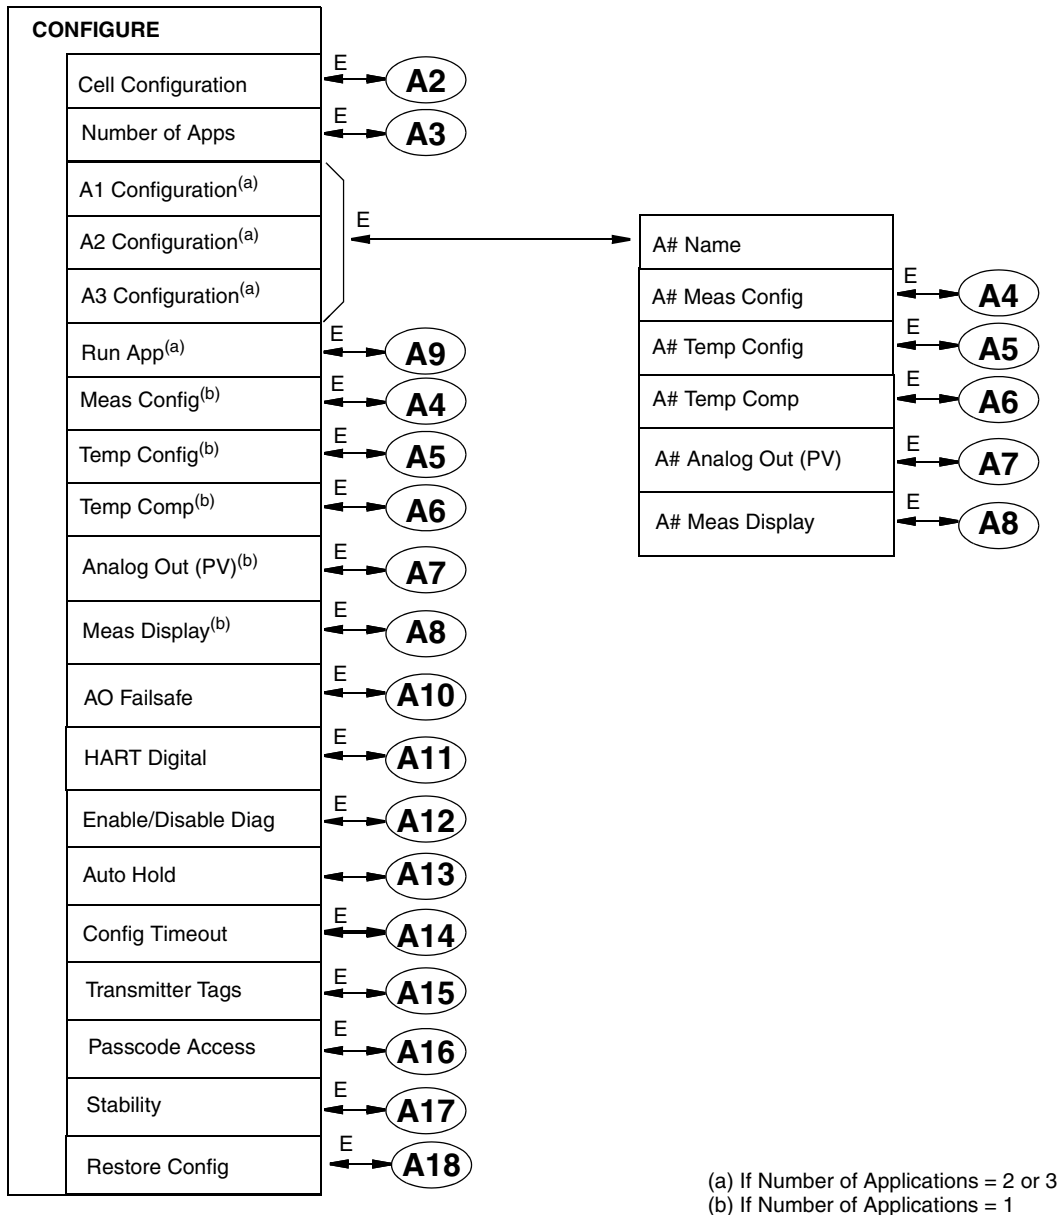 CONFIGURE
Cell Configuration E A2
Number of Apps E A3
A1 Configuration(a)
A2 Configuration(a) E
A3 Configuration(a)
Run App(a) E A9
Meas Config(b) E A4
Temp Config(b) E A5
Temp Comp(b) E A6
Analog Out (PV)(b) E A7
Meas Display(b) E A8
AO Failsafe E A10
HART Digital E A11
Enable/Disable Diag E A12
Auto Hold A13
Config Timeout E A14
Transmitter Tags E A15
Passcode Access E A16
Stability E A17
Restore Config E A18
A# Name
A# Meas Config E A4
A# Temp Config E A5
A# Temp Comp E A6
A# Analog Out (PV) E A7
A# Meas Display E A8
(a) If Number of Applications = 2 or 3
(b) If Number of Applications = 1